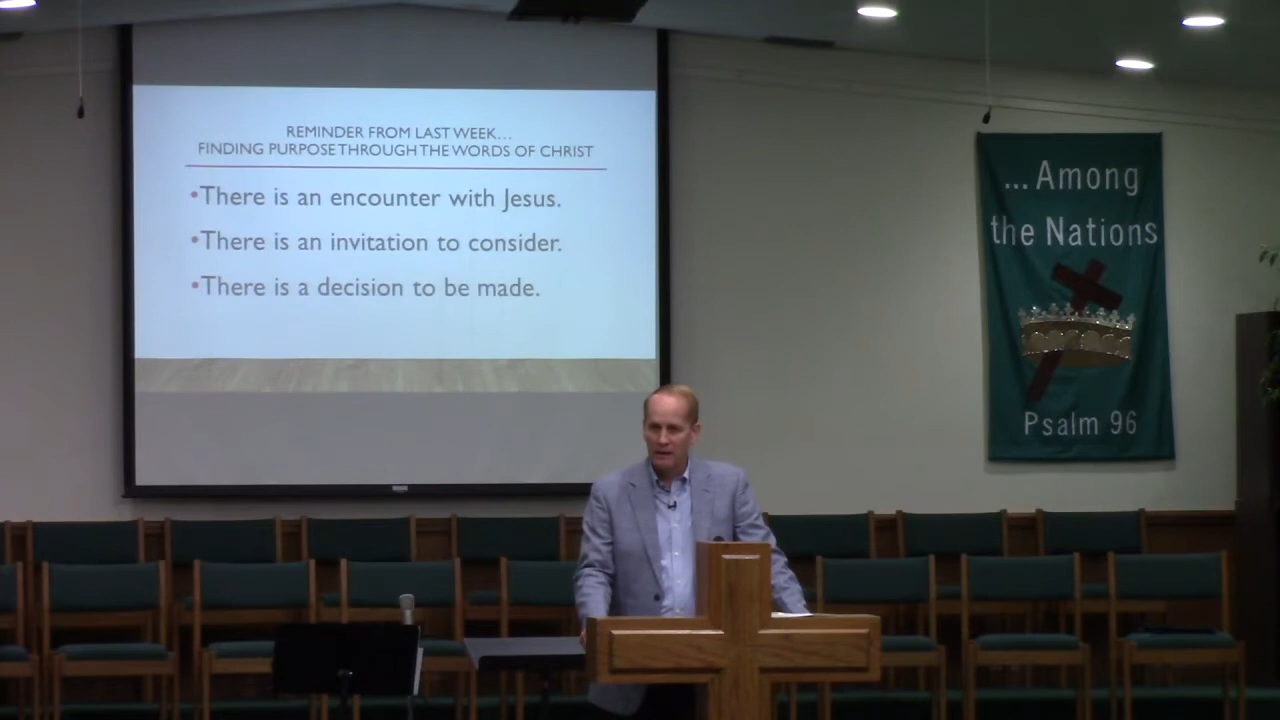 REMINDER FROM LAST WEEK…
FINDING PURPOSE THROUGH THE WORDS OF CHRIST
•There is an encounter with Jesus.
•There is an invitation to consider.
•There is a decision to be made.
...Among
the Nations
Psalm 96